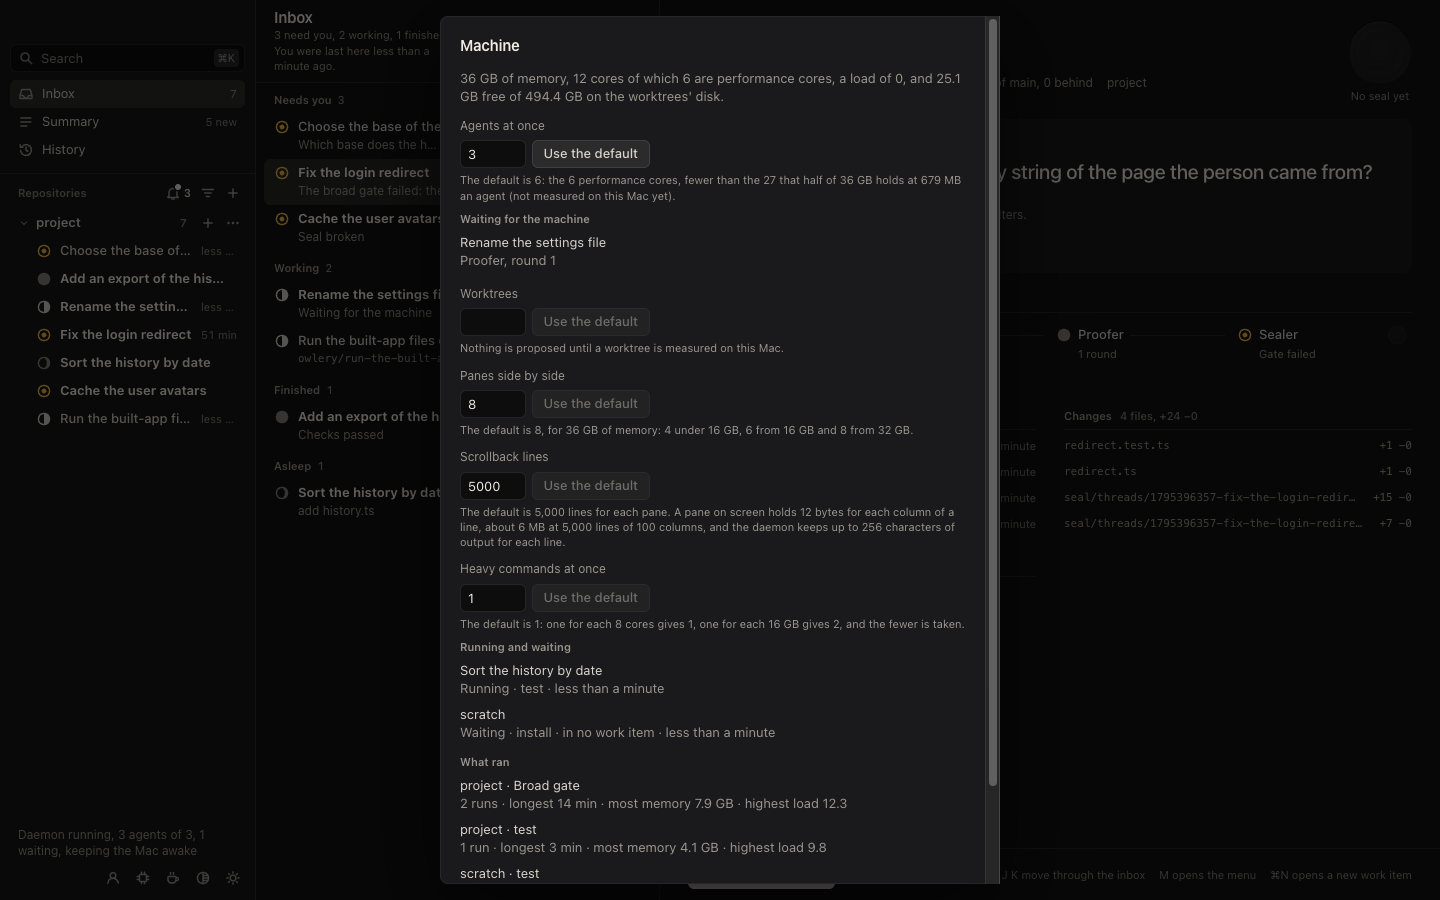 Search
⌘K
Inbox
7
Summary
5 new
History
Repositories
3
project
7
Choose the base of...
less ...
Add an export of the his...
Rename the settin...
less ...
Fix the login redirect
51 min
Sort the history by date
Cache the user avatars
Run the built-app fi...
less ...
Daemon running, 3 agents of 3, 1
waiting, keeping the Mac awake
Inbox
3 need you, 2 working, 1 finishe
You were last here less than a
minute ago.
Needs you 3
Choose the base of the
Which base does the h...
Fix the login redirect
The broad gate failed: the
Cache the user avatars
Seal broken
Working 2
Rename the settings fi
Waiting for the machine
Run the built-app files
owlery/run-the-built-a
Finished 1
Add an export of the h
Checks passed
Asleep 1
Sort the history by dat
add history.ts
Machine
36 GB of memory, 12 cores of which 6 are performance cores, a load of 0, and 25.1
GB free of 494.4 GB on the worktrees' disk.
Agents at once
3
Use the default
The default is 6: the 6 performance cores, fewer than the 27 that half of 36 GB holds at 679 MB
an agent (not measured on this Mac yet).
Waiting for the machine
Rename the settings file
Proofer, round 1
Worktrees
Use the default
Nothing is proposed until a worktree is measured on this Mac.
Panes side by side
8
Use the default
The default is 8, for 36 GB of memory: 4 under 16 GB, 6 from 16 GB and 8 from 32 GB.
Scrollback lines
5000
Use the default
The default is 5,000 lines for each pane. A pane on screen holds 12 bytes for each column of a
line, about 6 MB at 5,000 lines of 100 columns, and the daemon keeps up to 256 characters of
output for each line.
Heavy commands at once
1
Use the default
The default is 1: one for each 8 cores gives 1, one for each 16 GB gives 2, and the fewer is taken.
Running and waiting
Sort the history by date
Running · test · less than a minute
scratch
Waiting · install · in no work item · less than a minute
What ran
project · Broad gate
2 runs · longest 14 min · most memory 7.9 GB · highest load 12.3
project · test
1 run · longest 3 min · most memory 4.1 GB · highest load 9.8
scratch · test
of main, 0 behind
project
No seal yet
y string of the page the person came from?
ters.
Proofer
1 round
Sealer
Gate failed
Changes 4 files, +24 −0
minute
redirect.test.ts
+1 −0
minute
redirect.ts
+1 −0
minute
seal/threads/1795396357-fix-the-login-redir…
+15 −0
minute
seal/threads/1795396357-fix-the-login-redire…
+7 −0
J K move through the inbox
M opens the menu
⌘N opens a new work item